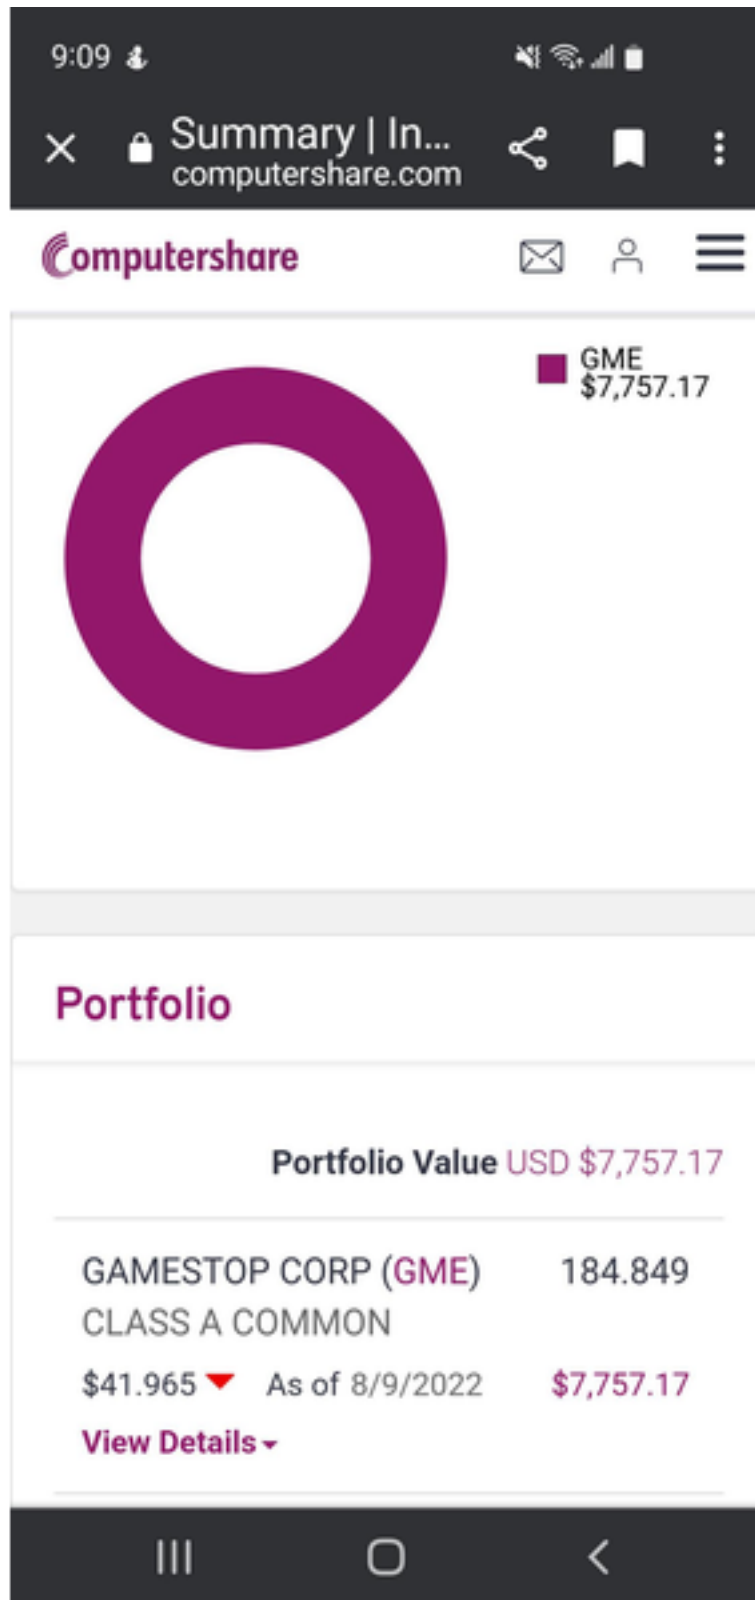 9:09
Summary | In...
computershare.com
Computershare
GME
$7,757.17
Portfolio
Portfolio Value USD $7,757.17
GAMESTOP CORP (GME) 184.849
CLASS A COMMON
$41.965 As of 8/9/2022 $7,757.17
View Details